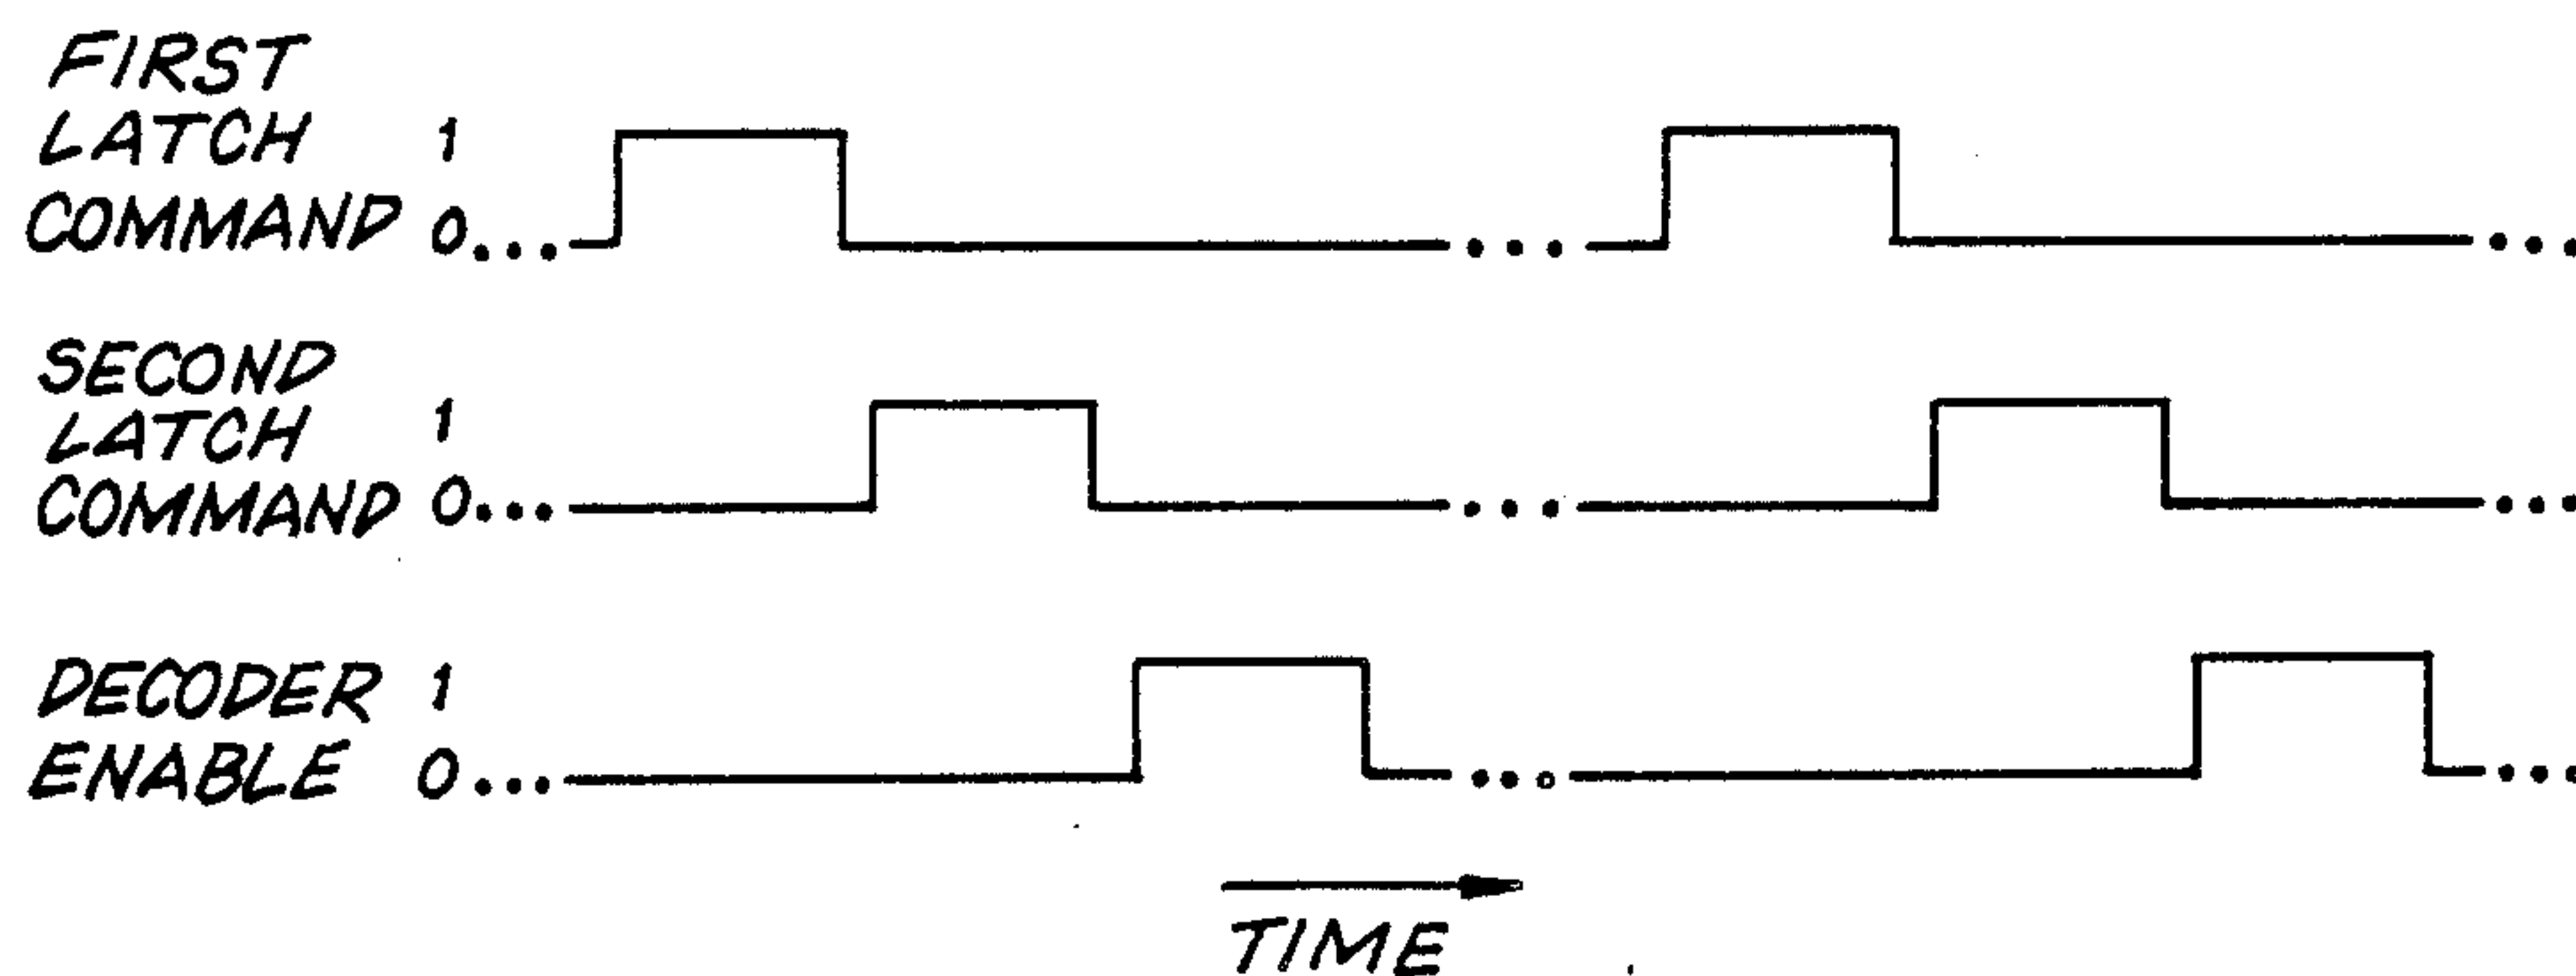 FIRST
LATCH 1
COMMAND 0...
SECOND
LATCH 1
COMMAND 0...
DECODER 1
ENABLE 0...
TIME